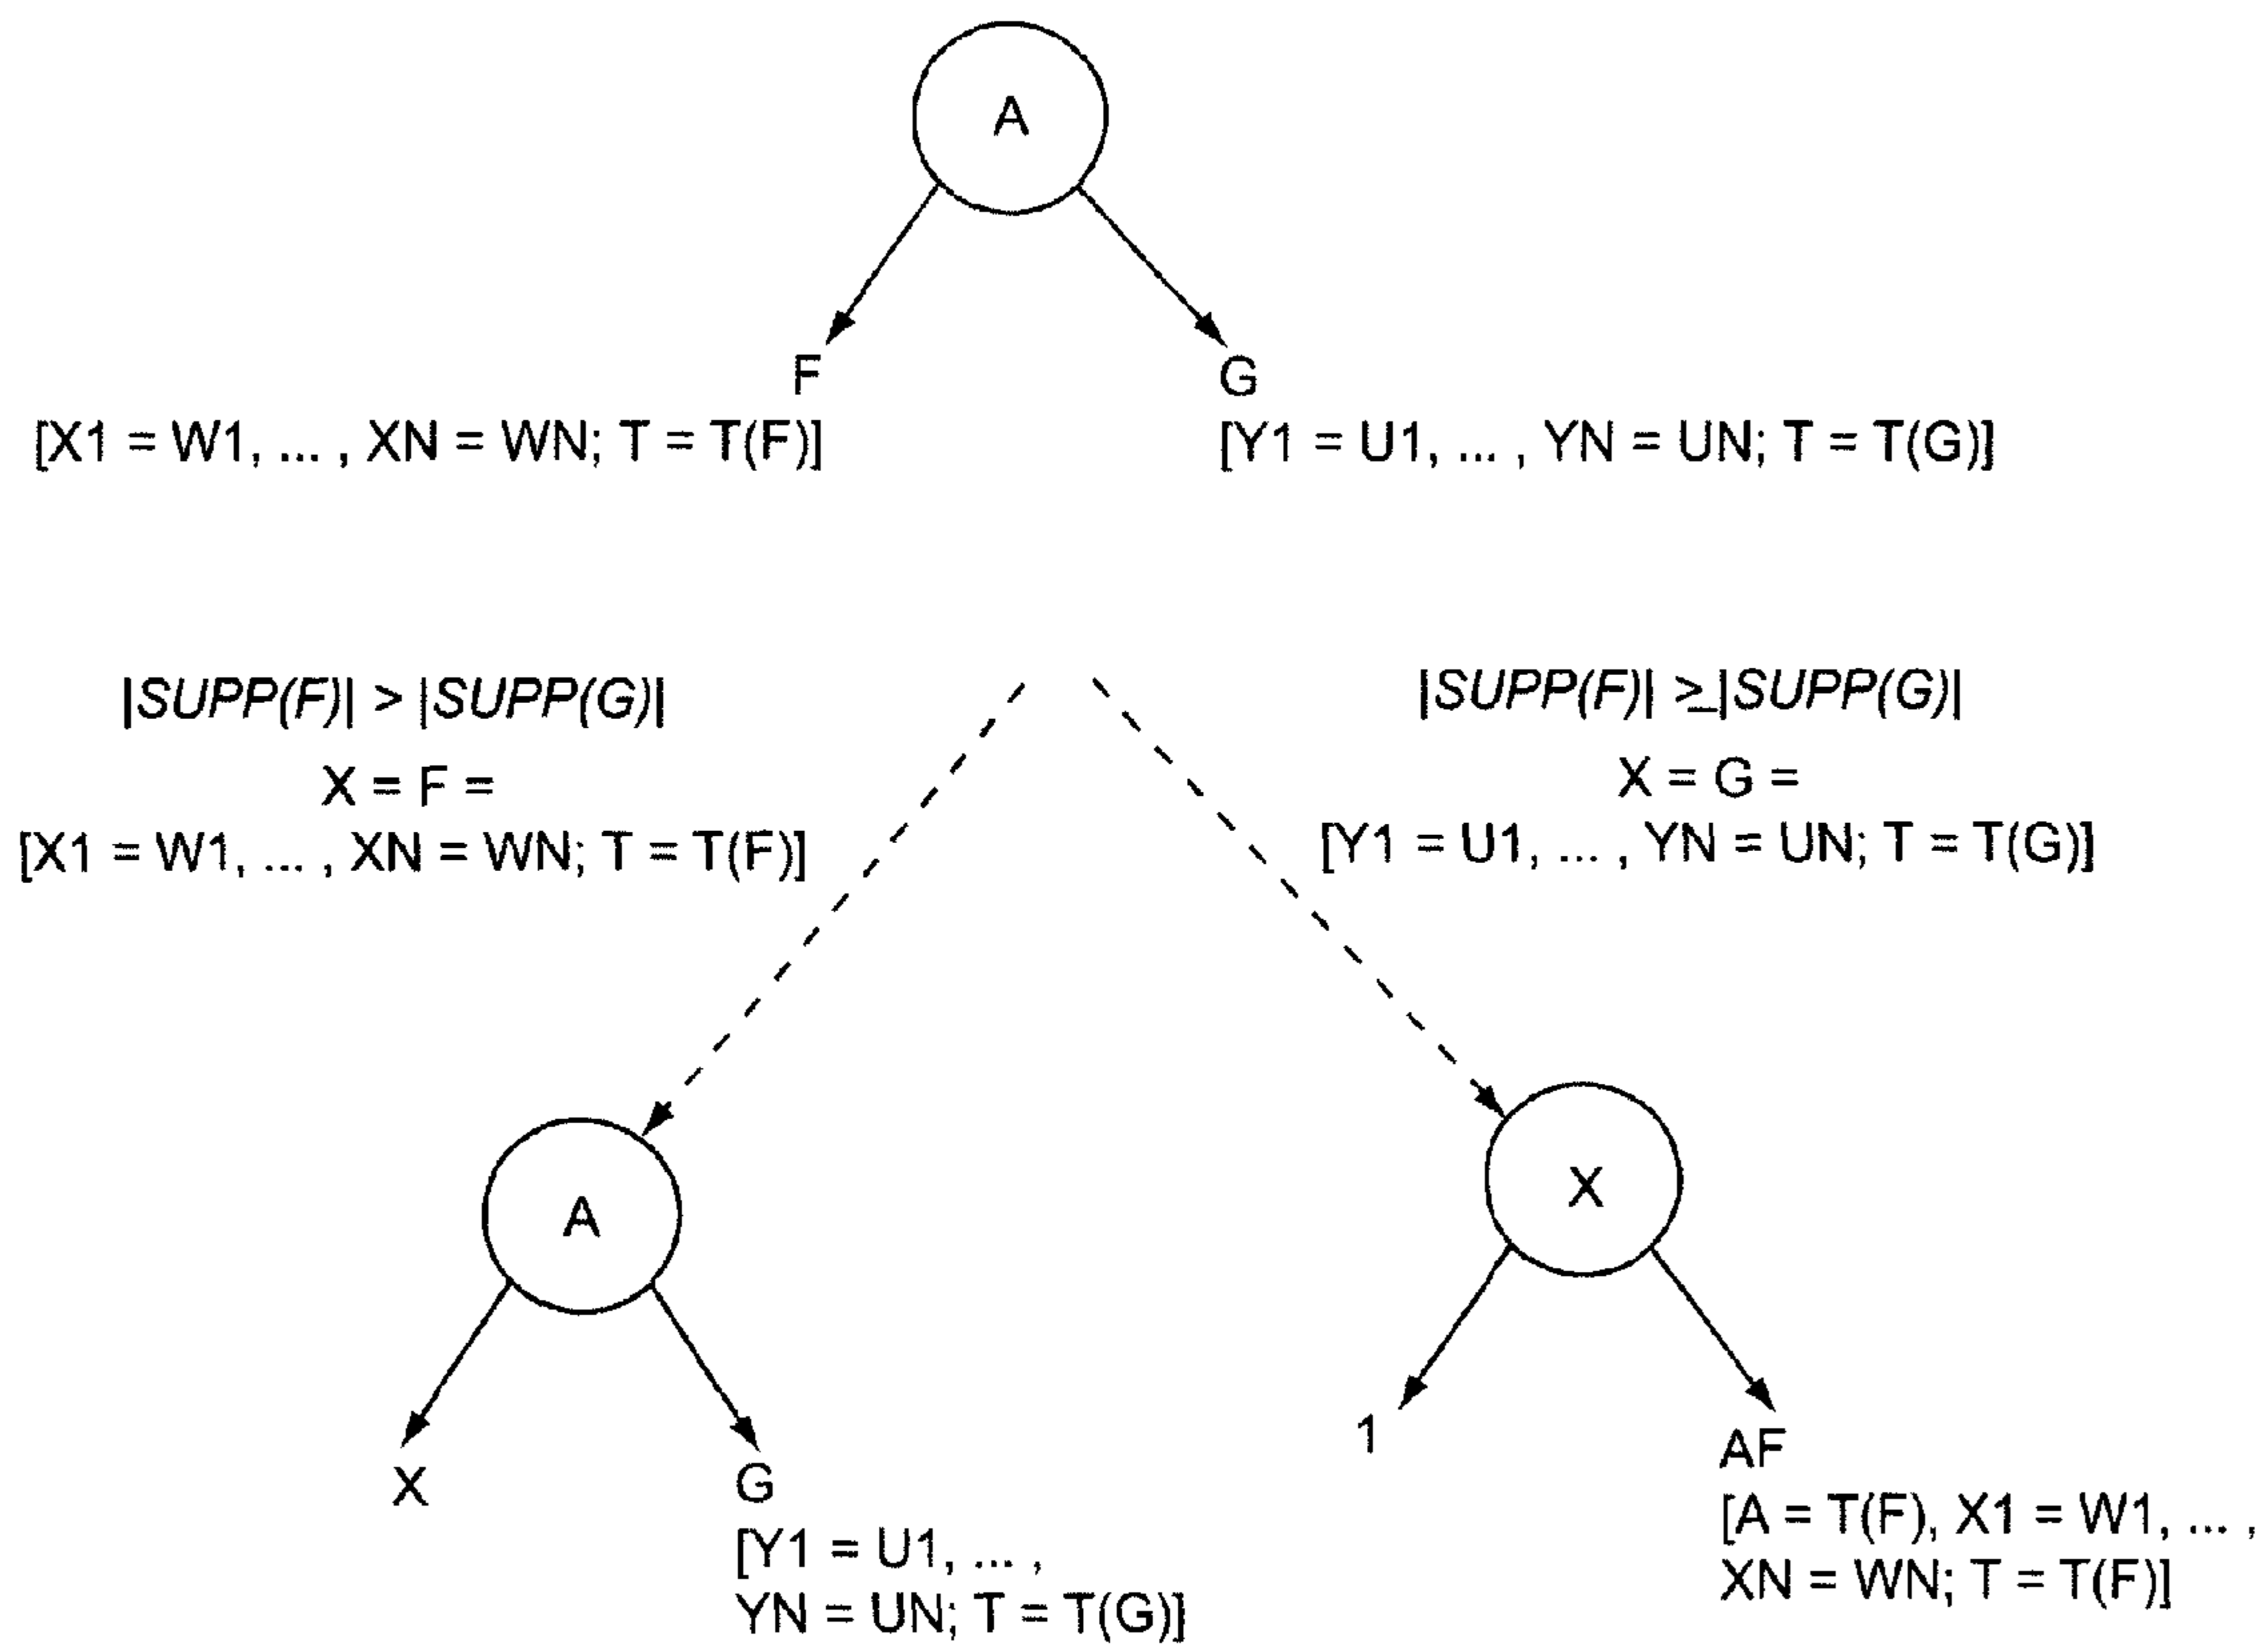 A
F
G
[X1 = W1, ... , XN = WN; T = T(F)]
[Y1 = U1, ... , YN = UN; T = T(G)]
|SUPP(F)| > |SUPP(G)|
X = F =
[X1 = W1, ... , XN = WN; T = T(F)]
|SUPP(F)| ≥ |SUPP(G)|
X = G =
[Y1 = U1, ... , YN = UN; T = T(G)]
A
X
G
[Y1 = U1, ... ,
YN = UN; T = T(G)]
X
1
AF
[A = T(F), X1 = W1, ... ,
XN = WN; T = T(F)]